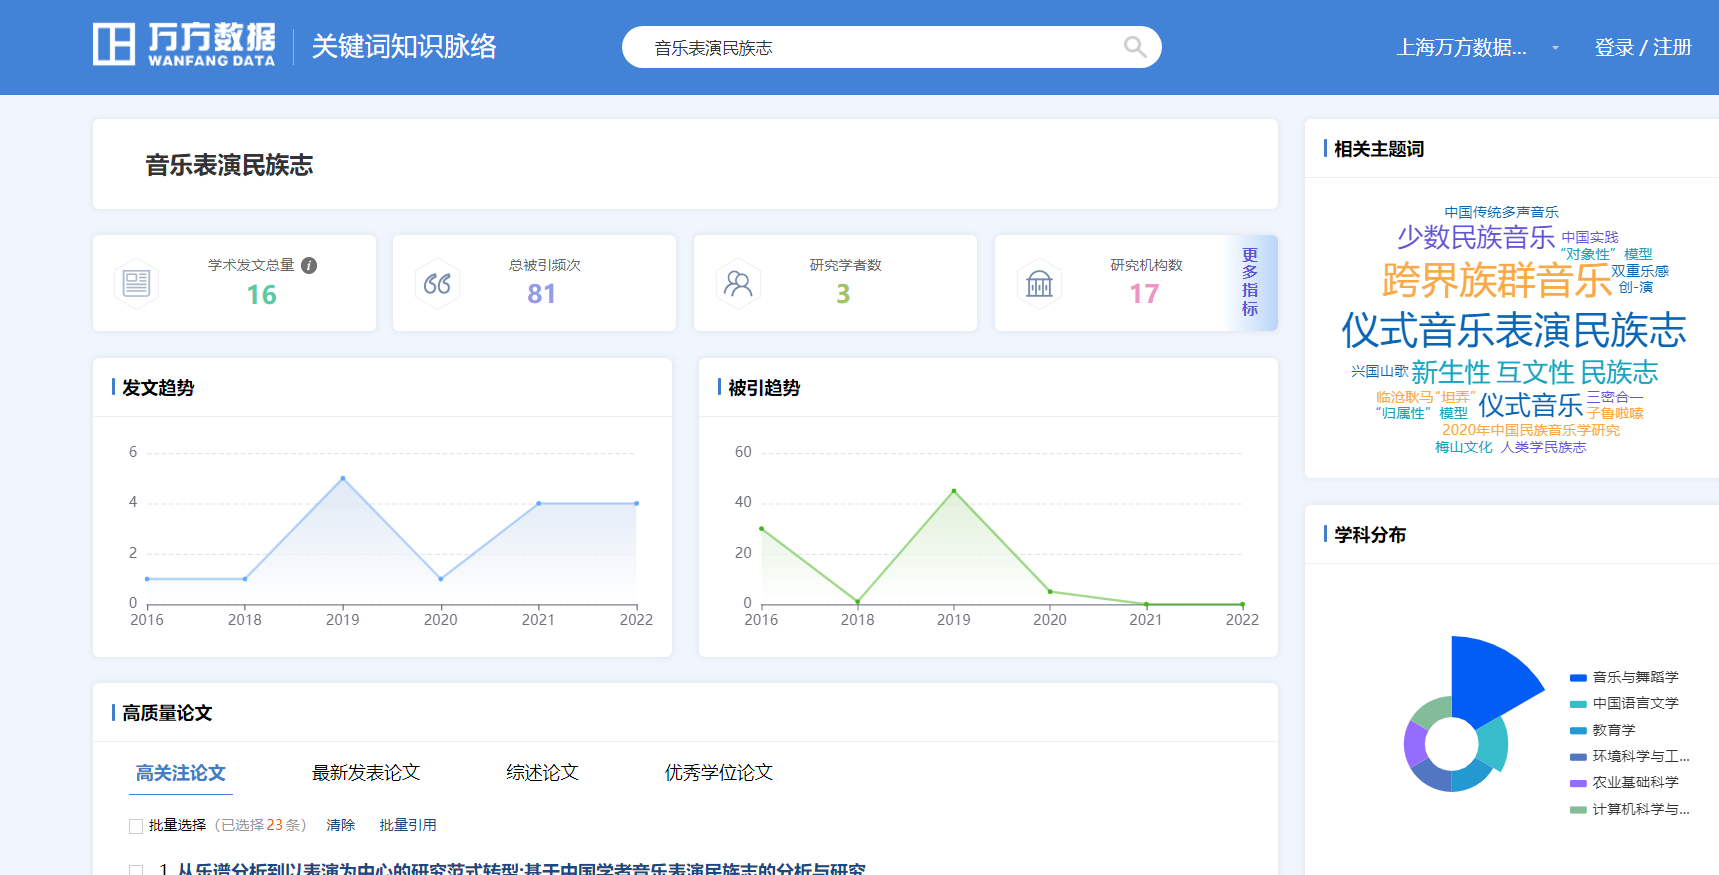 万方数据
WANFANG DATA
关键词知识脉络
音乐表演民族志
上海万方数据...
登录 / 注册
音乐表演民族志
学术发文总量 i
16
总被引频次
81
研究学者数
3
研究机构数
17
更多指标
发文趋势
6
4
2
0
2016 2018 2019 2020 2021 2022
被引趋势
60
40
20
0
2016 2018 2019 2020 2021 2022
高质量论文
高关注论文 最新发表论文 综述论文 优秀学位论文
批量选择 (已选择 23 条) 清除 批量引用
1 从乐谱分析到以表演为中心的研究范式转型:基于中国学者音乐表演民族志的分析与研究
相关主题词
中国传统多声音乐
少数民族音乐 中国实践
“对象性”模型
跨界族群音乐 双重乐感
创-演
仪式音乐表演民族志
兴国山歌 新生性 互文性 民族志
临沧耿马“坦弄” 仪式音乐 三密合一
“归属性”模型 子鲁啦嗦
2020年中国民族音乐学研究
梅山文化 人类学民族志
学科分布
音乐与舞蹈学
中国语言文学
教育学
环境科学与工...
农业基础科学
计算机科学与...